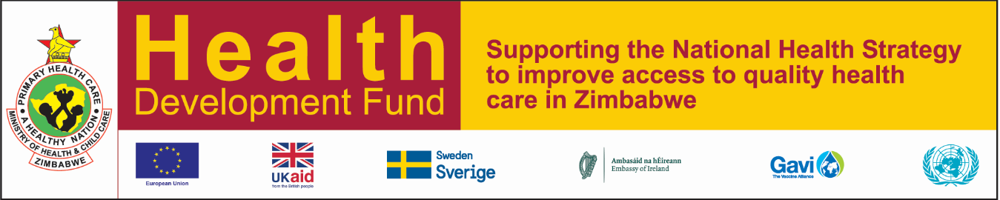 PRIMARY HEALTH CARE
A HEALTHY NATION
MINISTRY OF HEALTH & CHILD CARE
ZIMBABWE
Health
Development Fund
Supporting the National Health Strategy
to improve access to quality health
care in Zimbabwe
European Union
UKaid
from the British people
Sweden
Sverige
Ambasáid na hÉireann
Embassy of Ireland
Gavi
The Vaccine Alliance